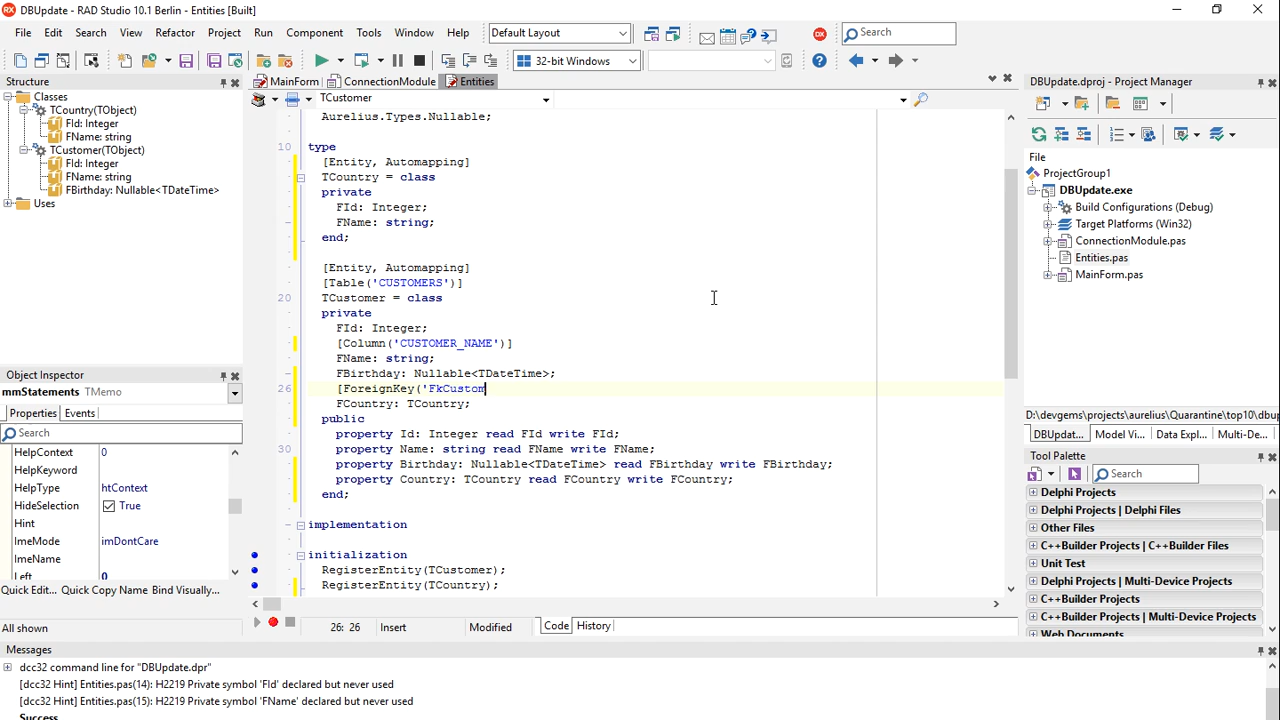 DBUpdate - RAD Studio 10.1 Berlin - Entities [Built]
File Edit Search View Refactor Project Run Component Tools Window Help Default Layout Search
32-bit Windows
Structure
Classes
TCountry(TObject)
FId: Integer
FName: string
TCustomer(TObject)
FId: Integer
FName: string
FBirthday: Nullable<TDateTime>
Uses
Object Inspector
mmStatements TMemo
Properties Events
Search
HelpContext 0
HelpKeyword
HelpType htContext
HideSelection True
Hint
ImeMode imDontCare
ImeName
Left 0
Quick Edit... Quick Copy Name Bind Visually...
All shown
MainForm ConnectionModule Entities
TCustomer
Aurelius.Types.Nullable;
10 type
[Entity, Automapping]
TCountry = class
private
FId: Integer;
FName: string;
end;
[Entity, Automapping]
[Table('CUSTOMERS')]
20 TCustomer = class
private
FId: Integer;
[Column('CUSTOMER_NAME')]
FName: string;
FBirthday: Nullable<TDateTime>;
26 [ForeignKey('FkCustom
FCountry: TCountry;
public
property Id: Integer read FId write FId;
30 property Name: string read FName write FName;
property Birthday: Nullable<TDateTime> read FBirthday write FBirthday;
property Country: TCountry read FCountry write FCountry;
end;
implementation
initialization
RegisterEntity(TCustomer);
RegisterEntity(TCountry);
26: 26 Insert Modified Code History
DBUpdate.dproj - Project Manager
File
ProjectGroup1
DBUpdate.exe
Build Configurations (Debug)
Target Platforms (Win32)
ConnectionModule.pas
Entities.pas
MainForm.pas
D:\devgems\projects\aurelius\Quarantine\top10\dbup
DBUpdat... Model Vi... Data Expl... Multi-De...
Tool Palette
Search
Delphi Projects
Delphi Projects | Delphi Files
Other Files
C++Builder Projects | C++Builder Files
Unit Test
Delphi Projects | Multi-Device Projects
C++Builder Projects
C++Builder Projects | Multi-Device Projects
Web Documents
Messages
dcc32 command line for "DBUpdate.dpr"
[dcc32 Hint] Entities.pas(14): H2219 Private symbol 'FId' declared but never used
[dcc32 Hint] Entities.pas(15): H2219 Private symbol 'FName' declared but never used
Success